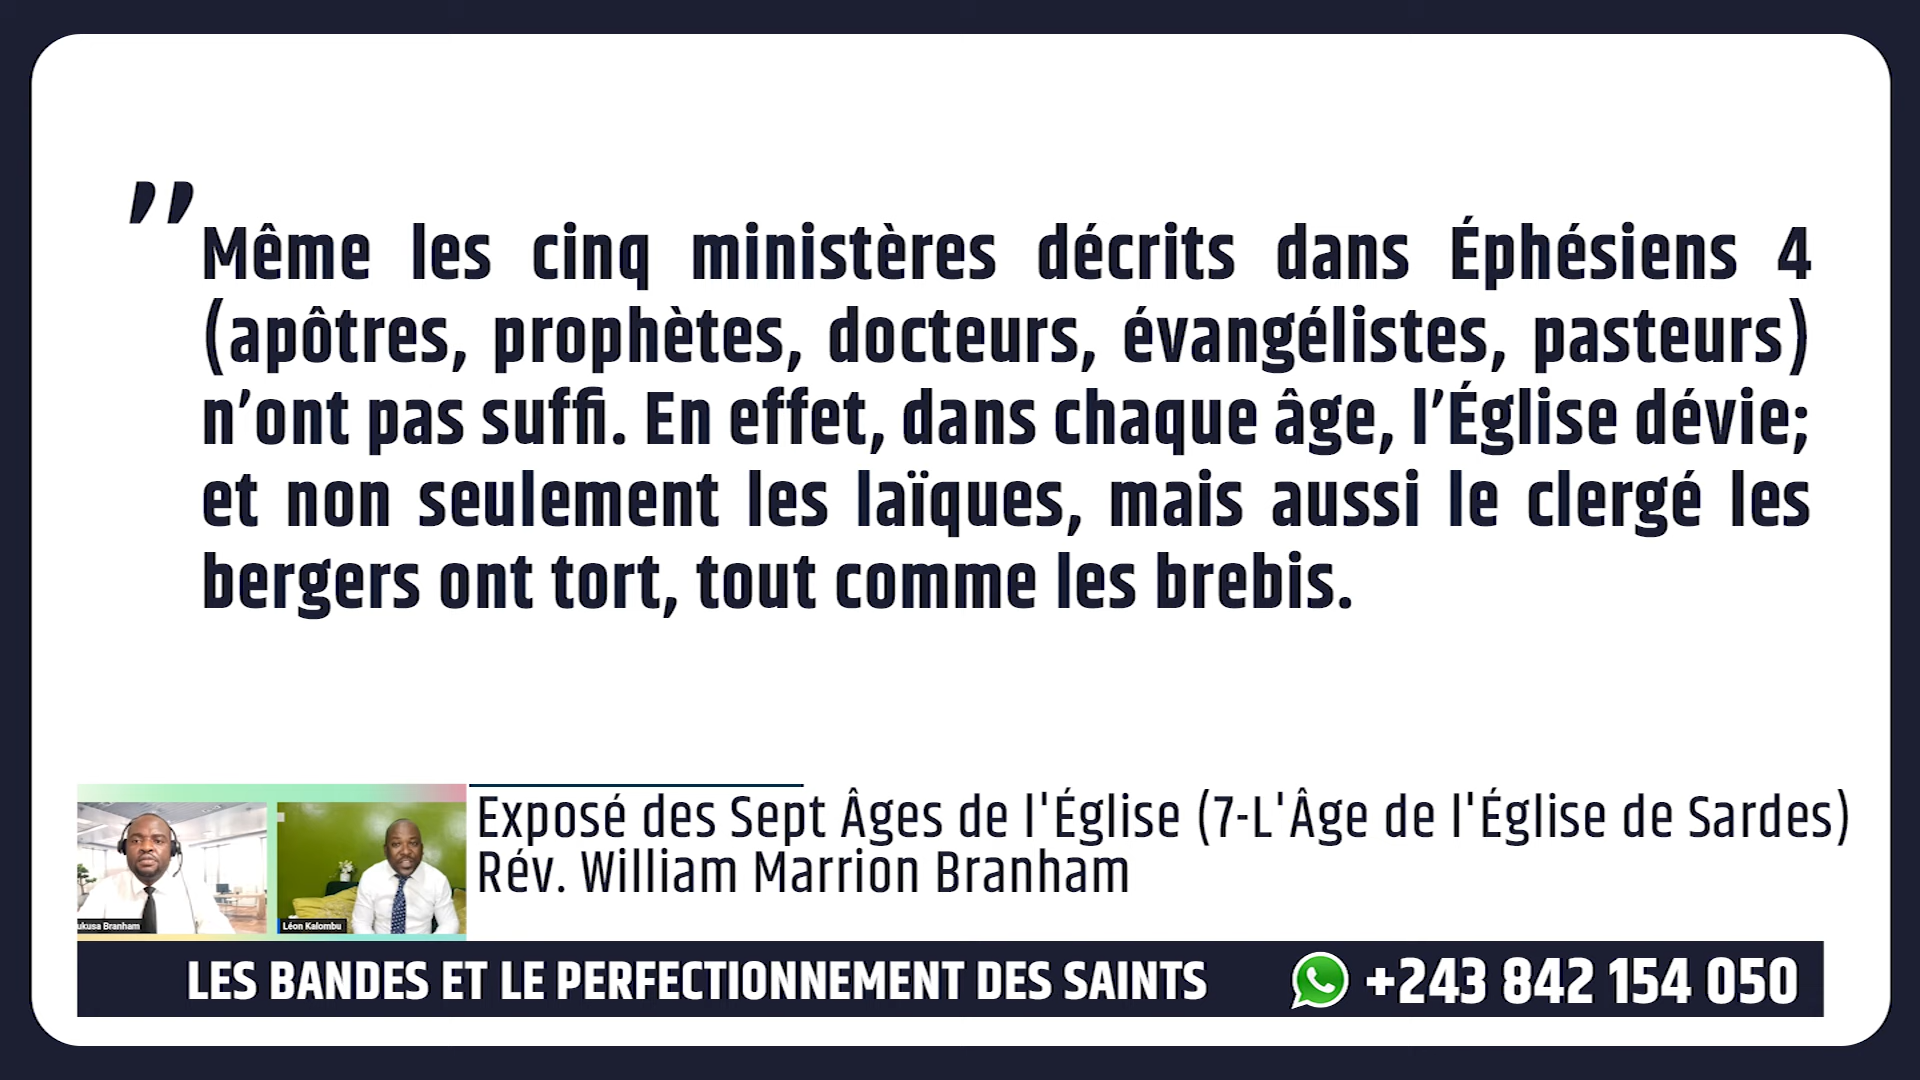 ”
Même les cinq ministères décrits dans Éphésiens 4
(apôtres, prophètes, docteurs, évangélistes, pasteurs)
n’ont pas suffi. En effet, dans chaque âge, l’Église dévie;
et non seulement les laïques, mais aussi le clergé les
bergers ont tort, tout comme les brebis.
Exposé des Sept Âges de l'Église (7-L'Âge de l'Église de Sardes)
Rév. William Marrion Branham
ukusa Branham
Léon Kalombu
LES BANDES ET LE PERFECTIONNEMENT DES SAINTS
+243 842 154 050